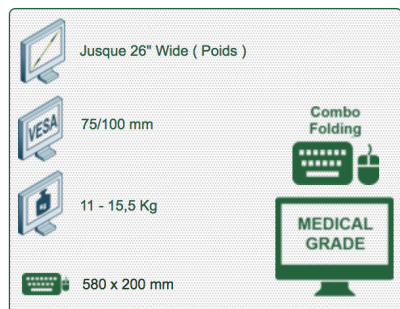 Jusque 26" Wide ( Poids )
VESA
75/100 mm
Combo
Folding
KG
11 - 15,5 Kg
MEDICAL
GRADE
580 x 200 mm